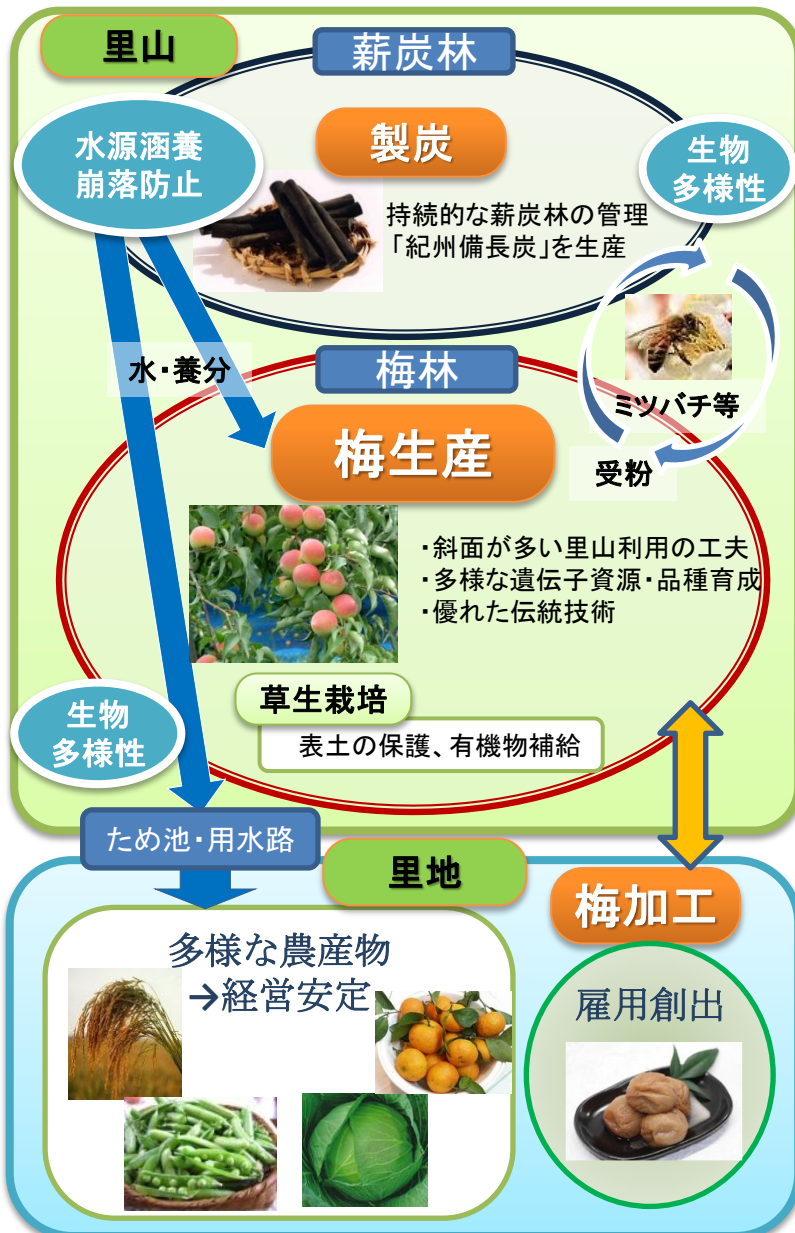 里山
薪炭林
製炭
水源涵養
崩落防止
生物
多様性
持続的な薪炭林の管理
「紀州備長炭」を生産
水・養分
梅林
ミツバチ等
受粉
梅生産
・斜面が多い里山利用の工夫
・多様な遺伝子資源・品種育成
・優れた伝統技術
草生栽培
表土の保護、有機物補給
生物
多様性
ため池・用水路
里地
梅加工
多様な農産物
→経営安定
雇用創出